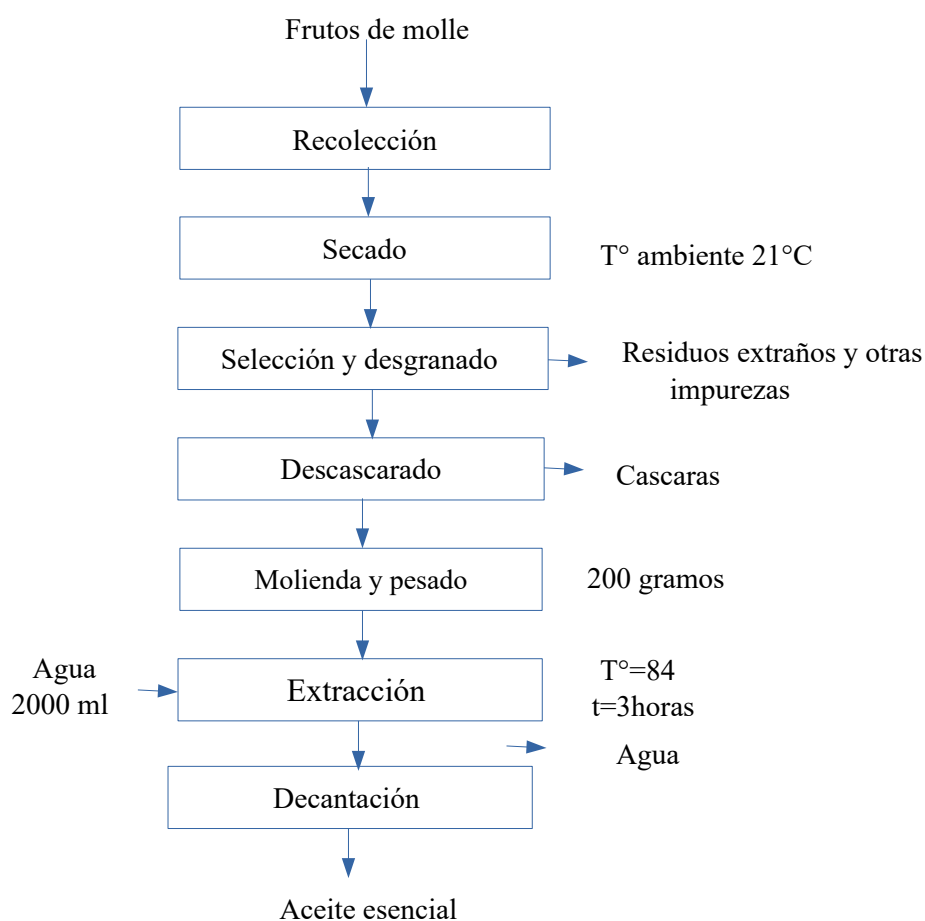 Frutos de molle
Recolección
Secado
T° ambiente 21°C
Selección y desgranado
Residuos extraños y otras
impurezas
Descascarado
Cascaras
Molienda y pesado
200 gramos
Agua
2000 ml
Extracción
T°=84
t=3horas
Agua
Decantación
Aceite esencial